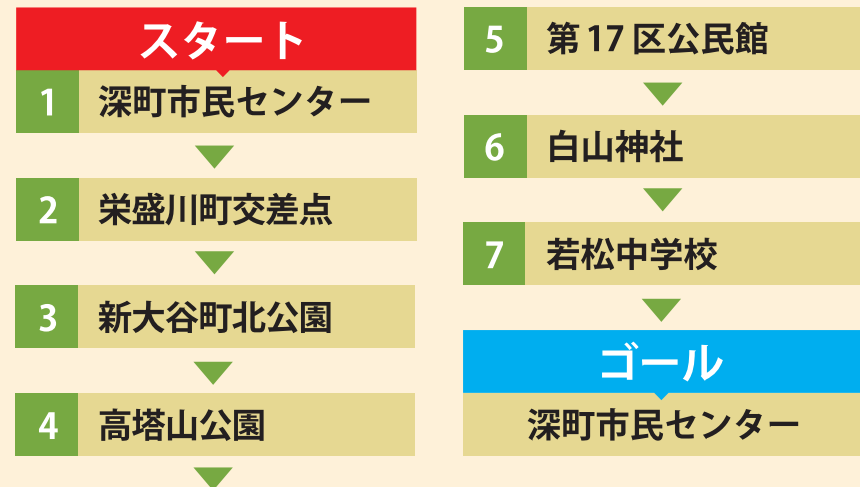 スタート
1 深町市民センター
2 栄盛川町交差点
3 新大谷町北公園
4 高塔山公園
5 第17区公民館
6 白山神社
7 若松中学校
ゴール
深町市民センター